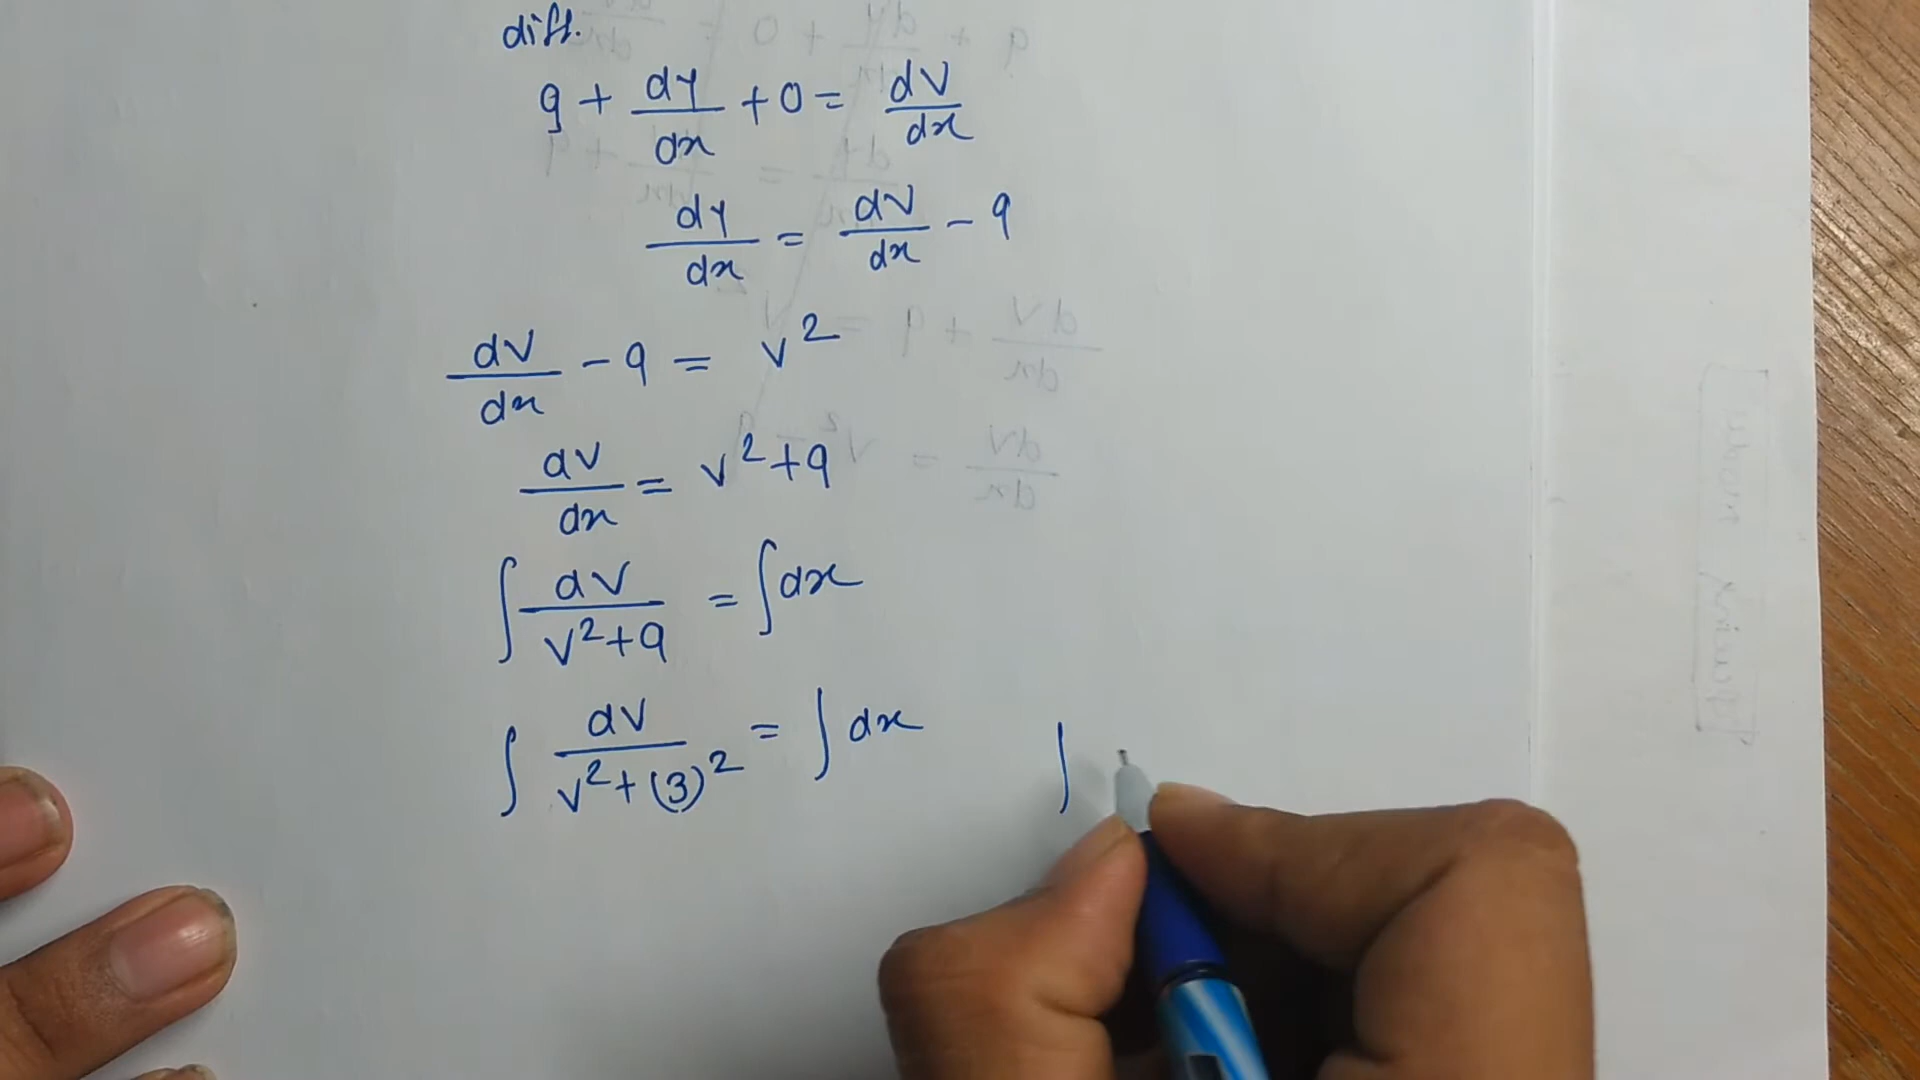 diff.
9 + dy/dx + 0 = dv/dx
dy/dx = dv/dx - 9
dv/dx - 9 = v²
dv/dx = v² + 9
∫ dv/(v² + 9) = ∫ dx
∫ dv/(v² + (3)²) = ∫ dx ∫